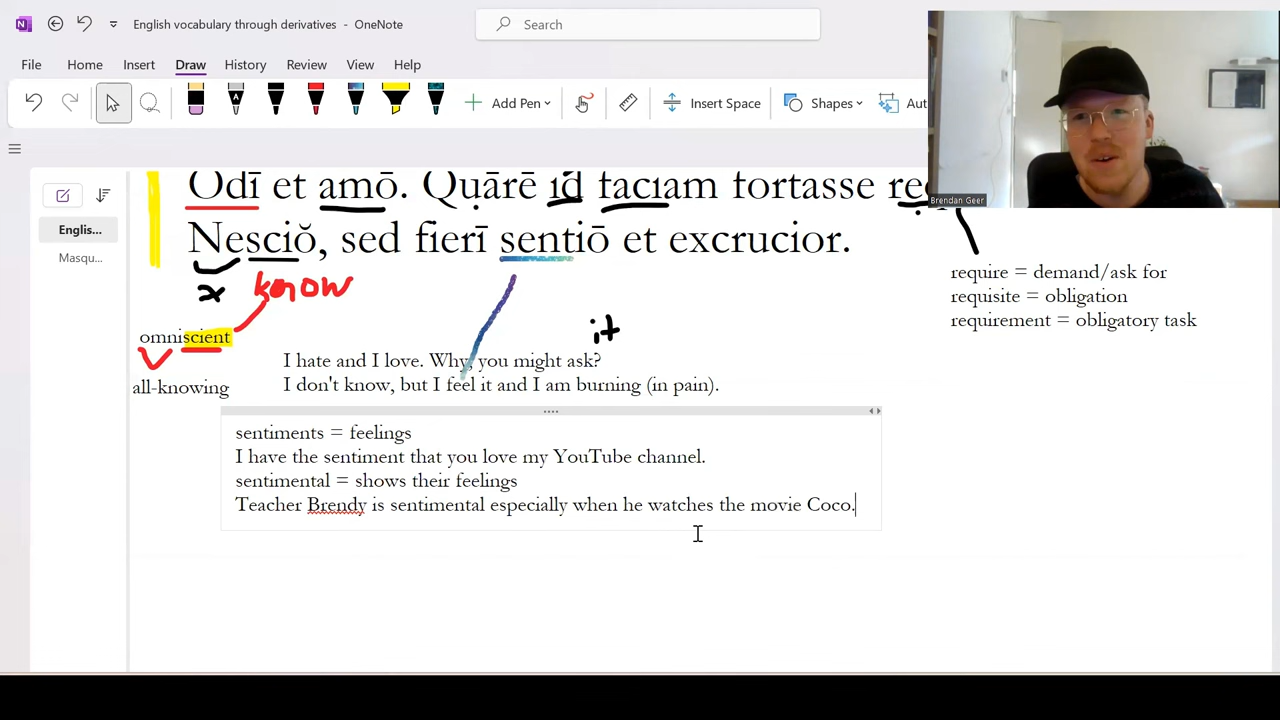 English vocabulary through derivatives - OneNote
Search
File Home Insert Draw History Review View Help
Add Pen Insert Space Shapes
Brendan Geer
Englis...
Masqu...
Odī et amō. Quārē id faciam fortasse
Nesciŏ, sed fierī sentiō et excrucior.
x know
require = demand/ask for
requisite = obligation
requirement = obligatory task
omniscient
all-knowing
it
I hate and I love. Why, you might ask?
I don't know, but I feel it and I am burning (in pain).
sentiments = feelings
I have the sentiment that you love my YouTube channel.
sentimental = shows their feelings
Teacher Brendy is sentimental especially when he watches the movie Coco.